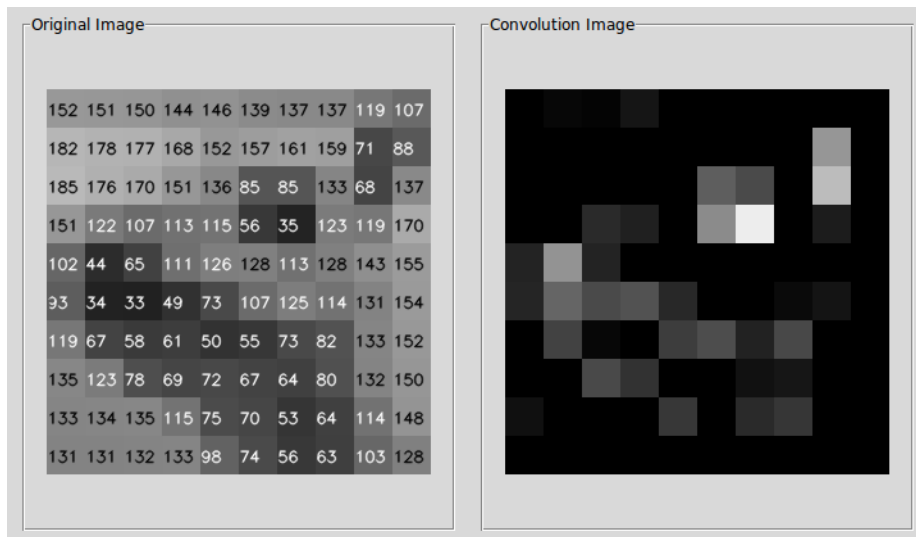 Original Image Convolution Image
152 151 150 144 146 139 137 137 119 107
182 178 177 168 152 157 161 159 71 88
185 176 170 151 136 85 85 133 68 137
151 122 107 113 115 56 35 123 119 170
102 44 65 111 126 128 113 128 143 155
93 34 33 49 73 107 125 114 131 154
119 67 58 61 50 55 73 82 133 152
135 123 78 69 72 67 64 80 132 150
133 134 135 115 75 70 53 64 114 148
131 131 132 133 98 74 56 63 103 128